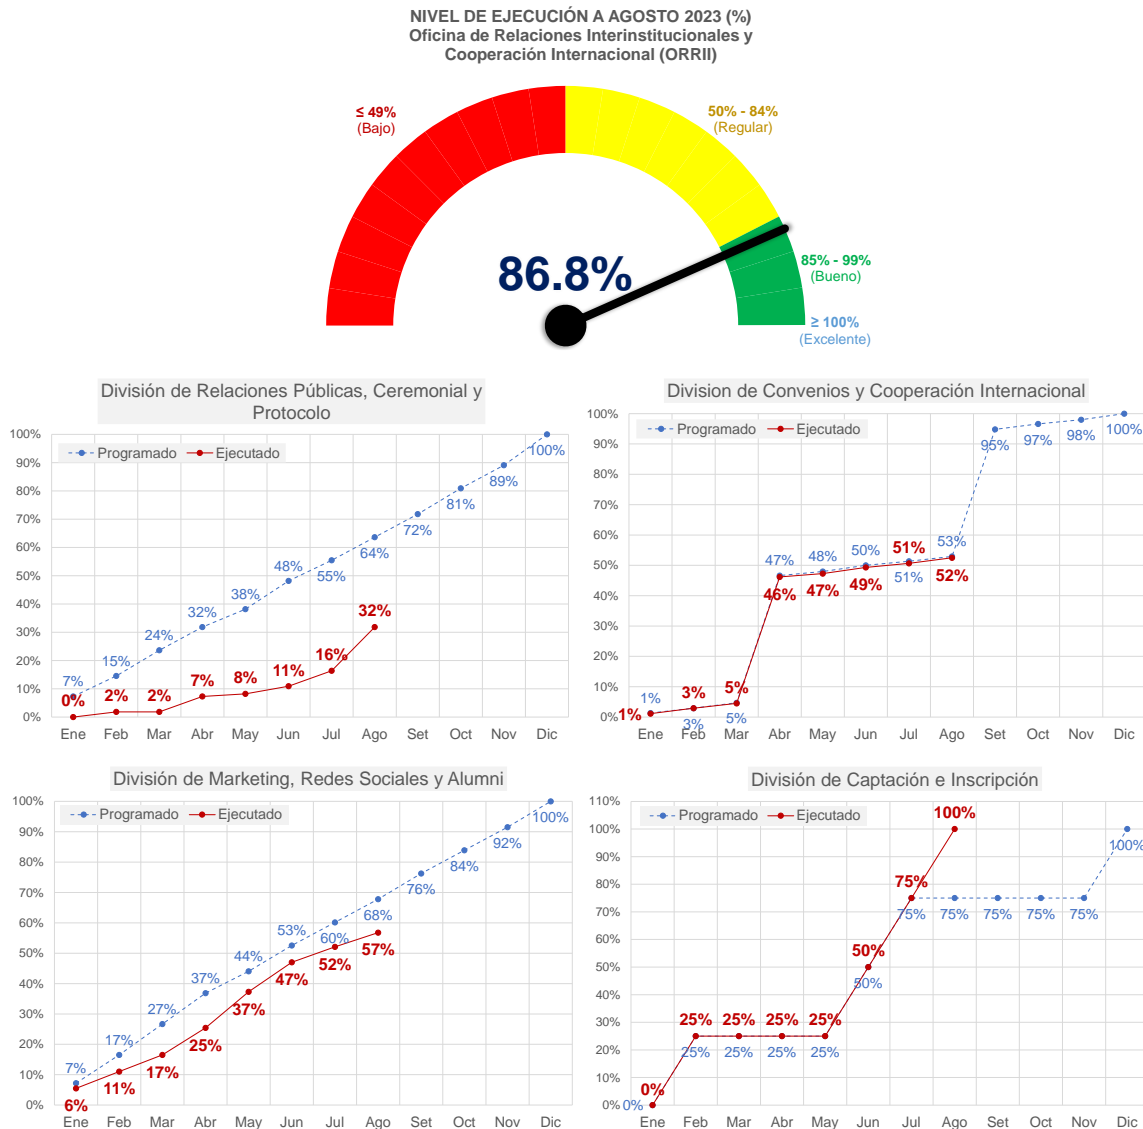 NIVEL DE EJECUCIÓN A AGOSTO 2023 (%)
Oficina de Relaciones Interinstitucionales y
Cooperación Internacional (ORRII)
≤ 49%
(Bajo)
50% - 84%
(Regular)
86.8%
85% - 99%
(Bueno)
≥ 100%
(Excelente)
División de Relaciones Públicas, Ceremonial y
Protocolo
Programado Ejecutado
100%
90%
80%
70%
60%
50%
40%
30%
20%
10%
0%
7% 15% 24% 32% 38% 48% 55% 64% 72% 81% 89% 100%
0% 2% 2% 7% 8% 11% 16% 32%
Ene Feb Mar Abr May Jun Jul Ago Set Oct Nov Dic
Division de Convenios y Cooperación Internacional
Programado Ejecutado
100%
90%
80%
70%
60%
50%
40%
30%
20%
10%
0%
1% 3% 5% 47% 48% 50% 51% 53% 95% 97% 98% 100%
1% 3% 5% 46% 47% 49% 51% 52%
Ene Feb Mar Abr May Jun Jul Ago Set Oct Nov Dic
División de Marketing, Redes Sociales y Alumni
Programado Ejecutado
100%
90%
80%
70%
60%
50%
40%
30%
20%
10%
0%
7% 17% 27% 37% 44% 53% 60% 68% 76% 84% 92% 100%
6% 11% 17% 25% 37% 47% 52% 57%
Ene Feb Mar Abr May Jun Jul Ago Set Oct Nov Dic
División de Captación e Inscripción
Programado Ejecutado
110%
100%
90%
80%
70%
60%
50%
40%
30%
20%
10%
0%
0% 25% 25% 25% 25% 50% 75% 75% 75% 75% 75% 100%
0% 25% 25% 25% 25% 50% 75% 100%
Ene Feb Mar Abr May Jun Jul Ago Set Oct Nov Dic